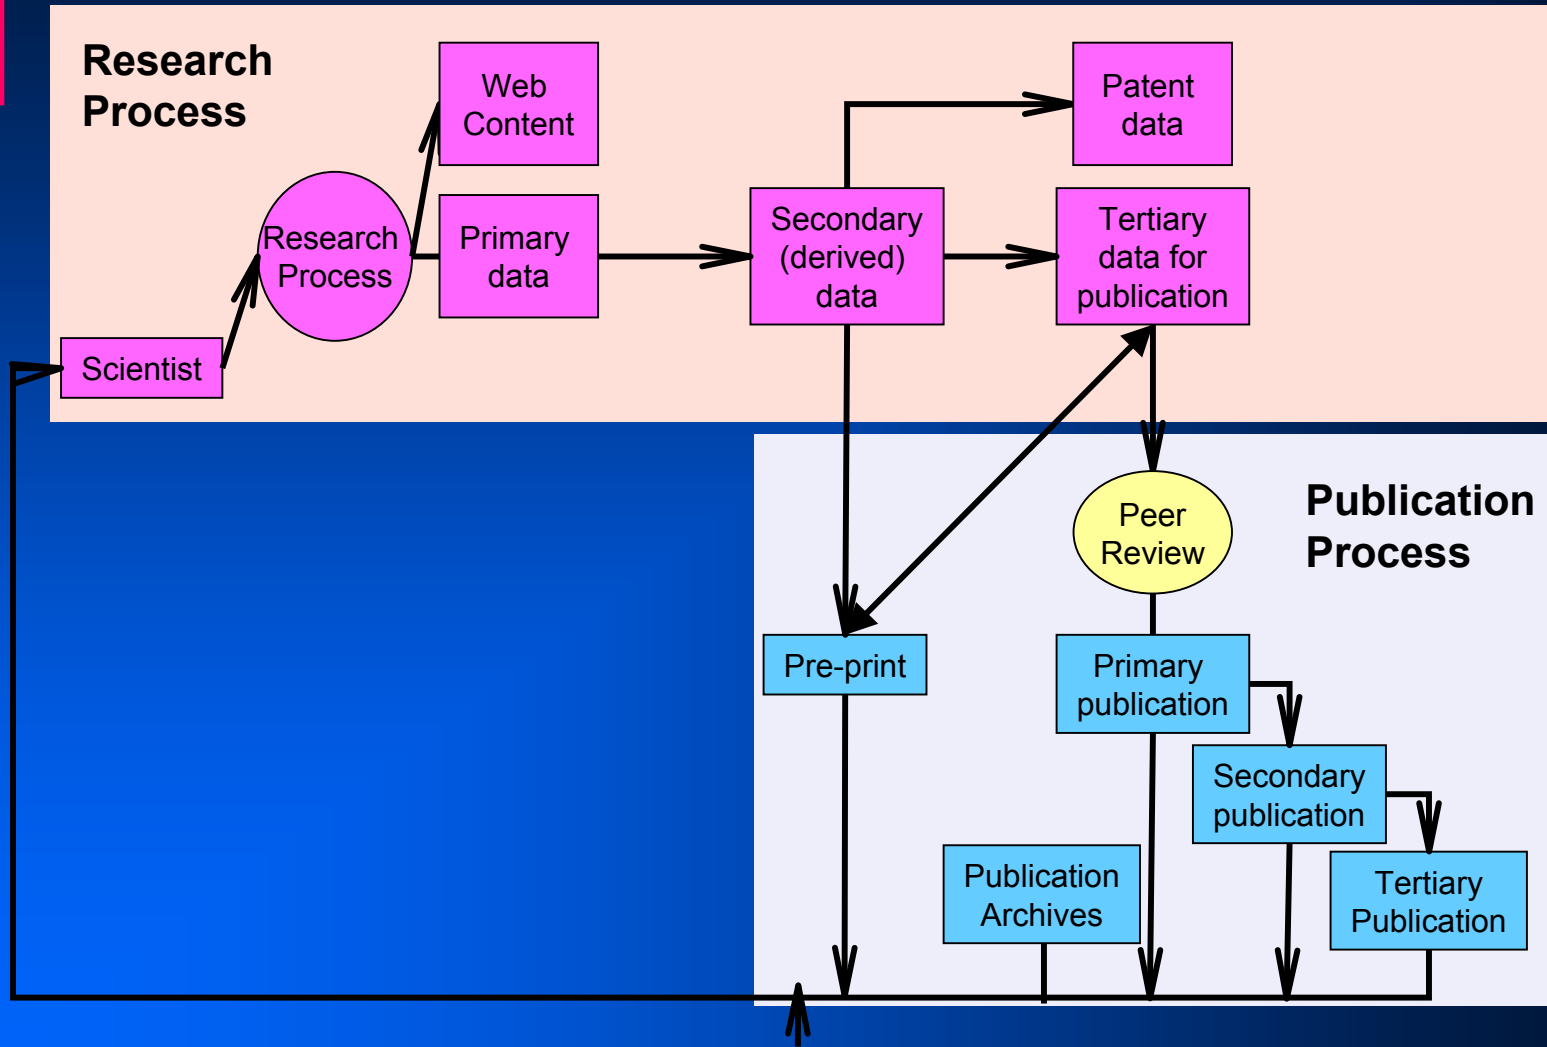 Research
Process
Web
Content
Patent
data
Research
Process
Primary
data
Secondary
(derived)
data
Tertiary
data for
publication
Scientist
Peer
Review
Publication
Process
Pre-print
Primary
publication
Secondary
publication
Publication
Archives
Tertiary
Publication